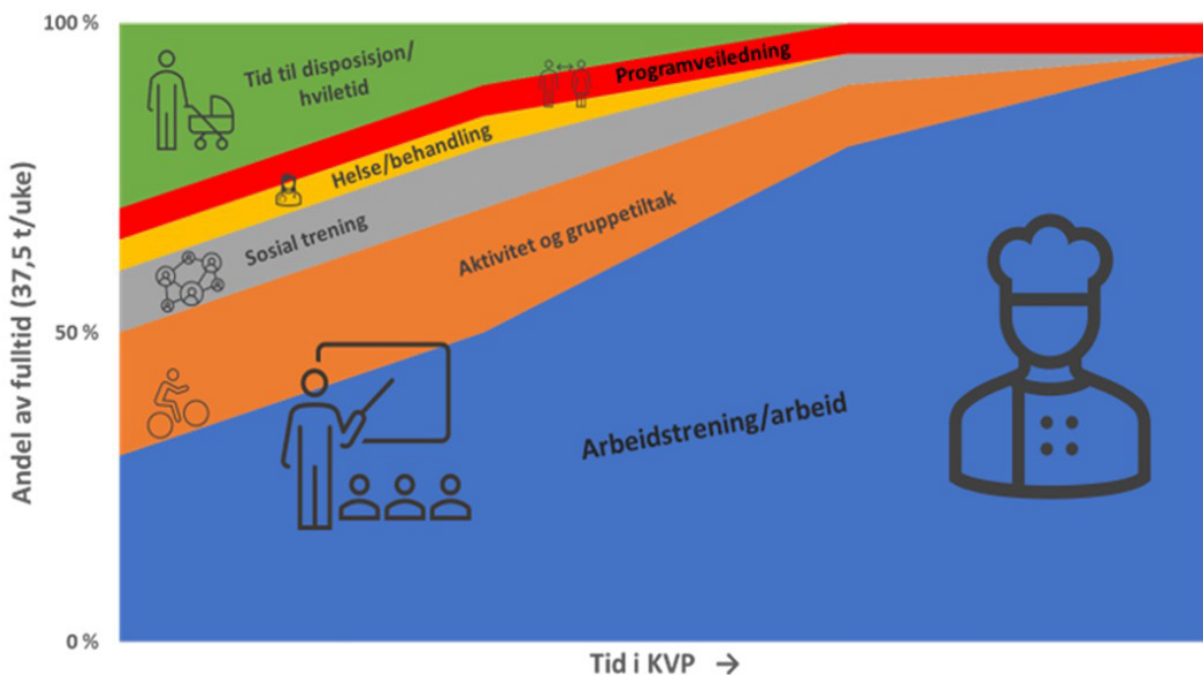 100 %
Tid til disposisjon/
hviletid
Programveiledning
Helse/behandling
Sosial trening
Aktivitet og gruppetiltak
50 %
Arbeidstrening/arbeid
0 %
Andel av fulltid (37,5 t/uke)
Tid i KVP →